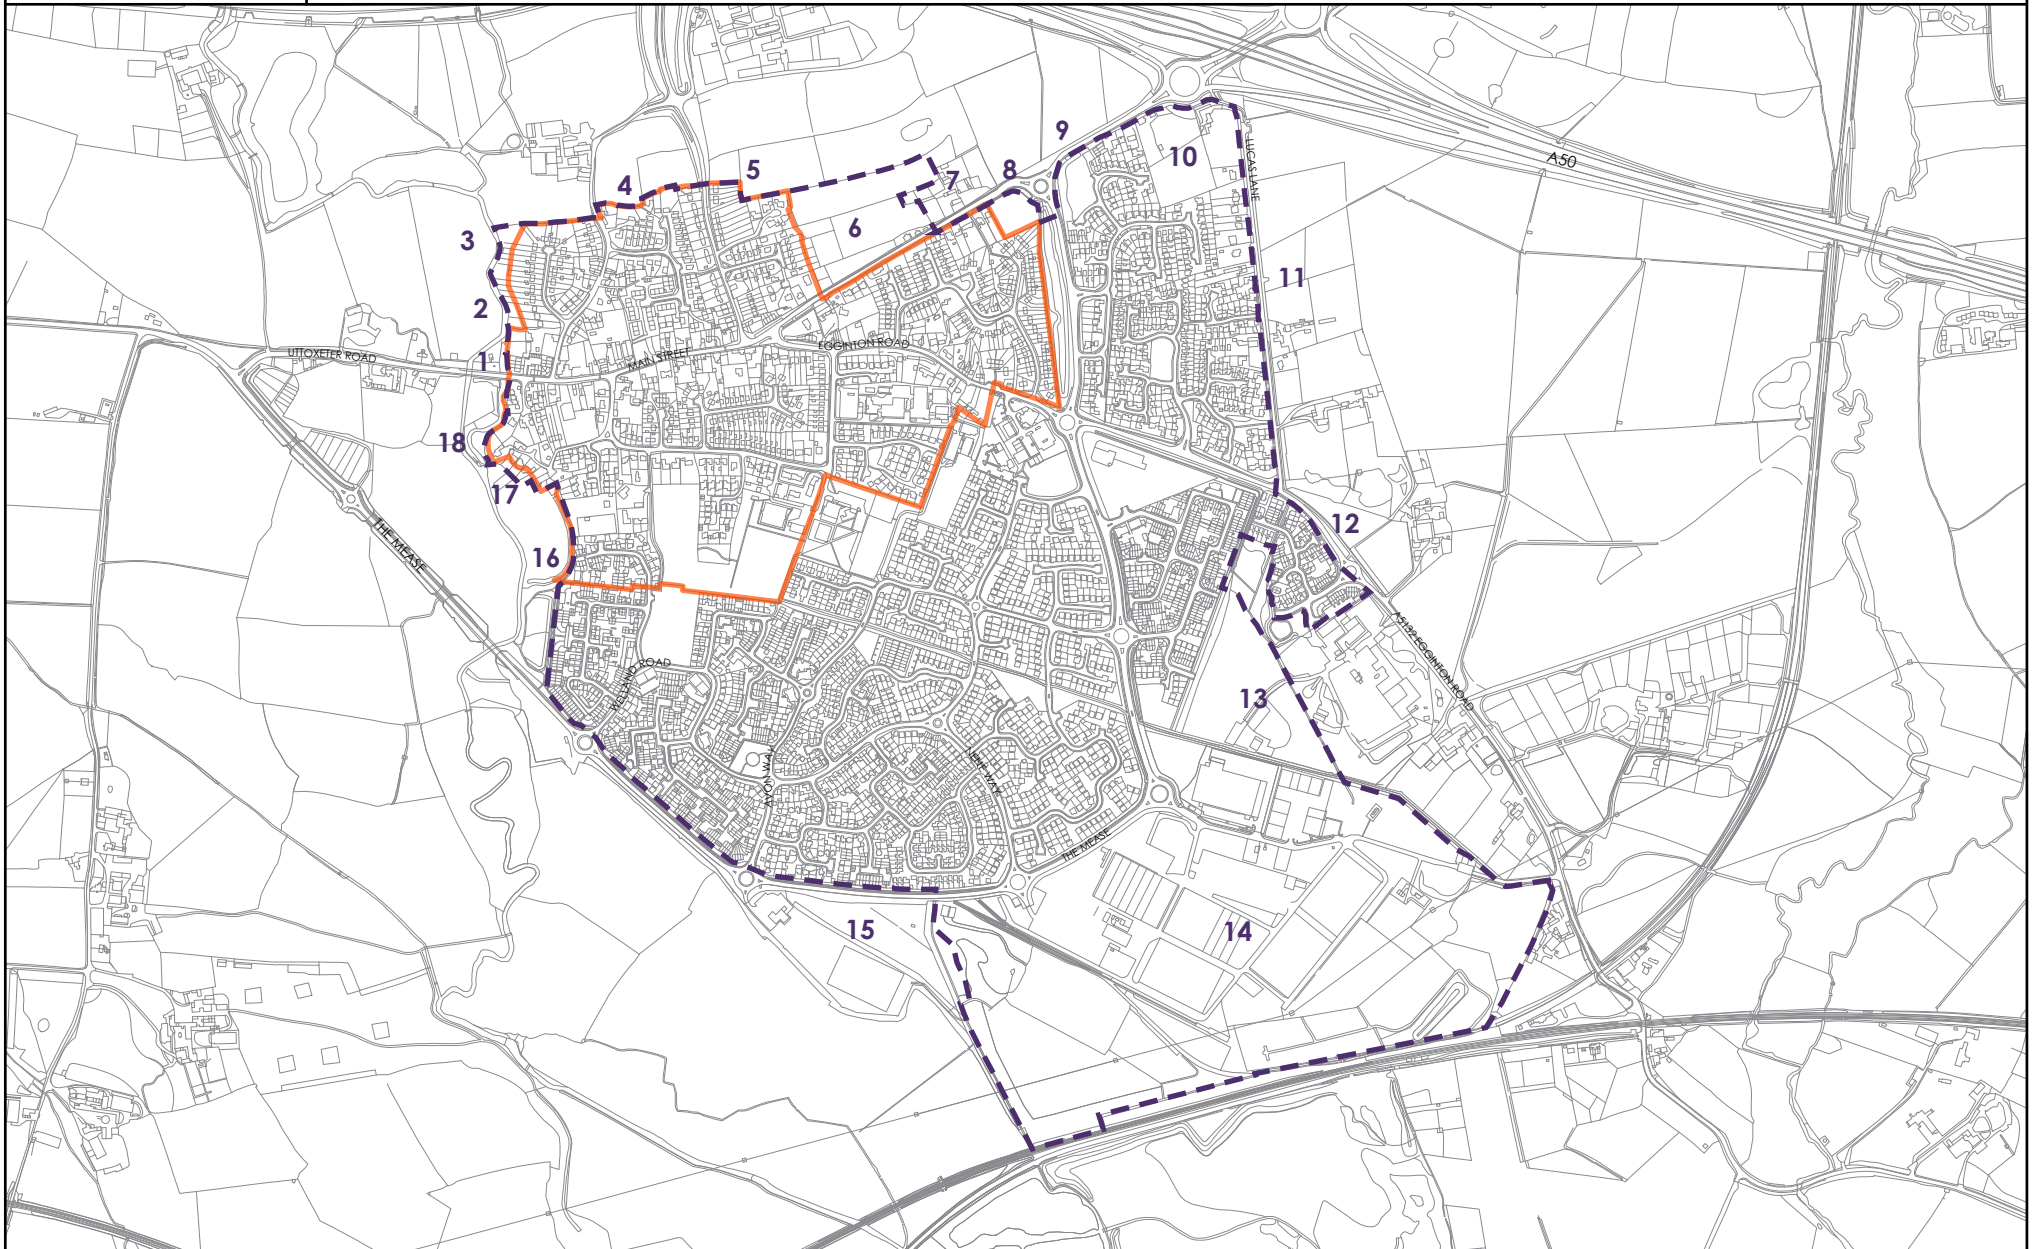 9
10
LUCAS LANE
A50
5
8
7
4
6
3
11
2
EGGINTON ROAD
UTTOXETER ROAD
1
MAIN STREET
18
17
12
THE MEASE
16
A5132 EGGINTON ROAD
WELLAND ROAD
13
AVON WAY
NENE WAY
THE MEASE
15
14